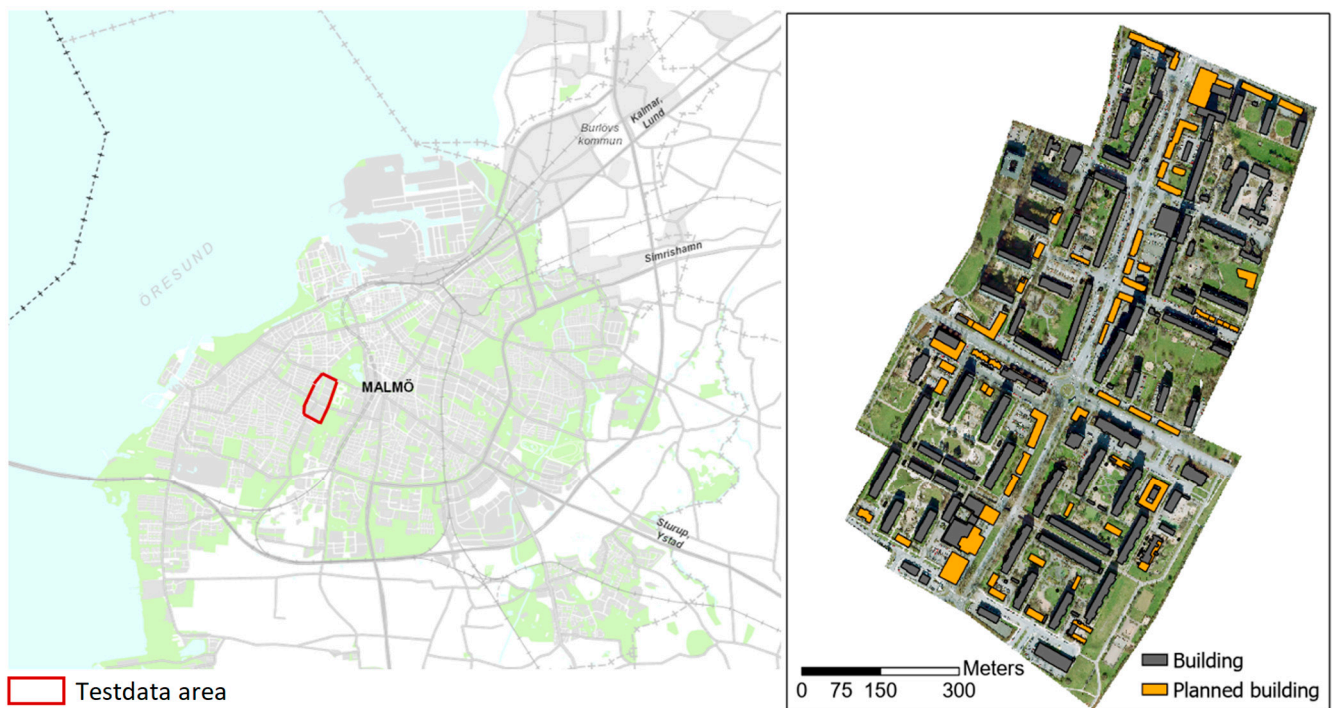 Kalmar,
Lund
Burlövs
kommun
ÖRESUND
Simrishamn
MALMÖ
Sturup,
Ystad
Testdata area
Meters
0 75 150 300
Building
Planned building